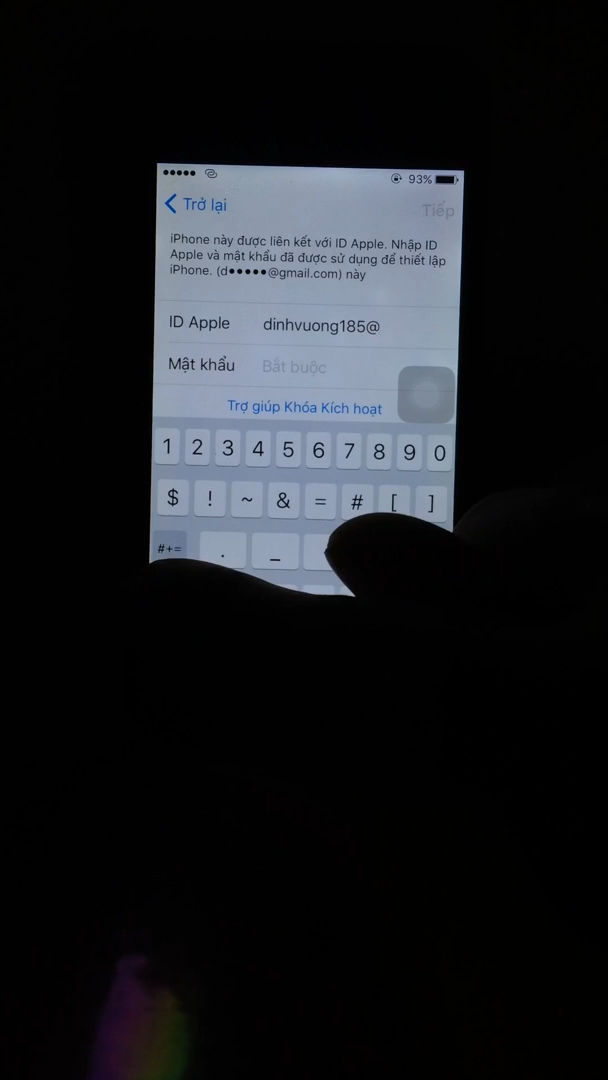 93%
Trở lại
Tiếp
iPhone này được liên kết với ID Apple. Nhập ID
Apple và mật khẩu đã được sử dụng để thiết lập
iPhone. (d●●●●●@gmail.com) này
ID Apple dinhvuong185@
Mật khẩu Bắt buộc
Trợ giúp Khóa Kích hoạt
1 2 3 4 5 6 7 8 9 0
$ ! ~ & = # [ ]
#+= . _